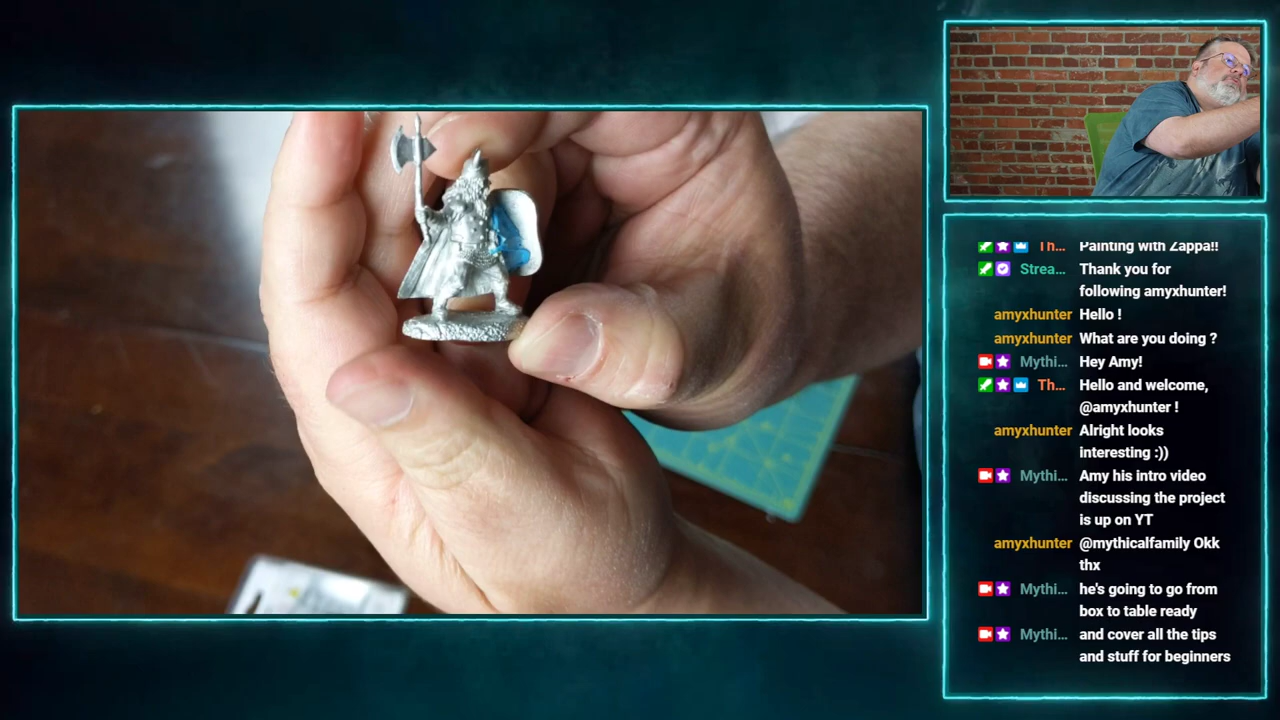 Th... Painting with Zappa!!
Strea... Thank you for
following amyxhunter!
amyxhunter Hello !
amyxhunter What are you doing ?
Mythi... Hey Amy!
Th... Hello and welcome,
@amyxhunter !
amyxhunter Alright looks
interesting :))
Mythi... Amy his intro video
discussing the project
is up on YT
amyxhunter @mythicalfamily Okk
thx
Mythi... he's going to go from
box to table ready
Mythi... and cover all the tips
and stuff for beginners